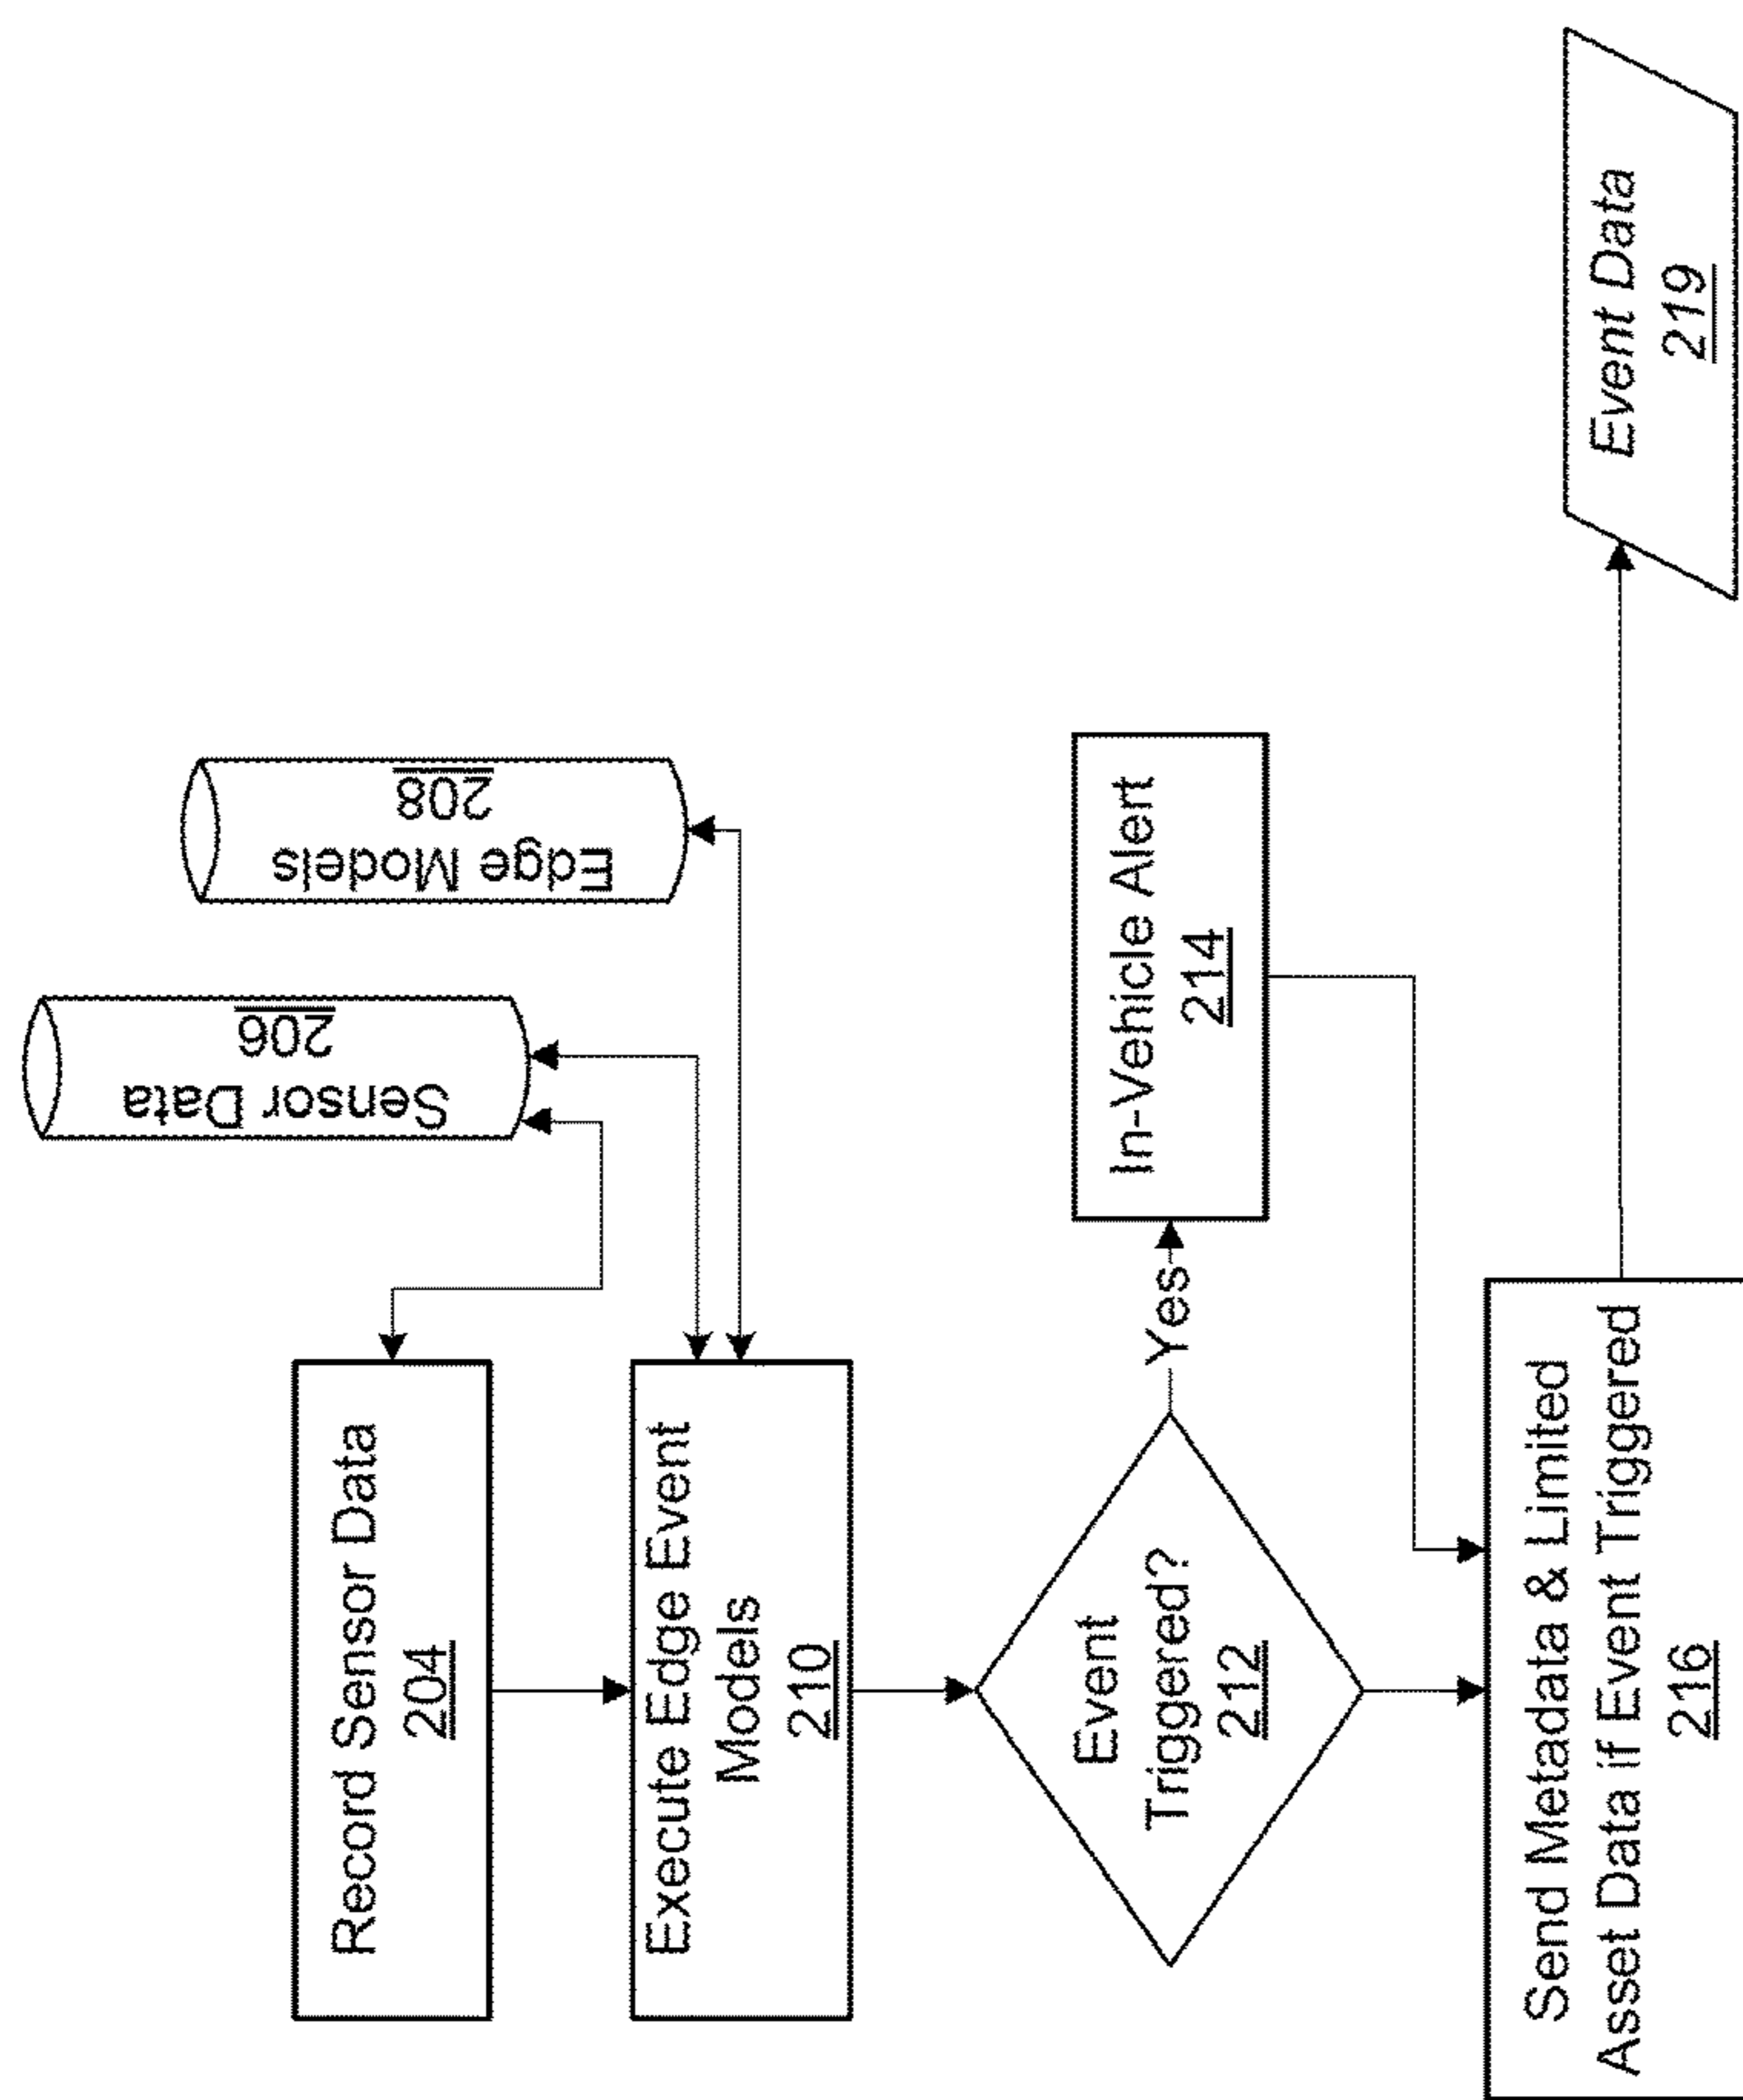 Record Sensor Data
204
Sensor Data
206
Edge Models
208
Execute Edge Event
Models
210
Event
Triggered?
212
Yes
In-Vehicle Alert
214
Send Metadata & Limited
Asset Data if Event Triggered
216
Event Data
219